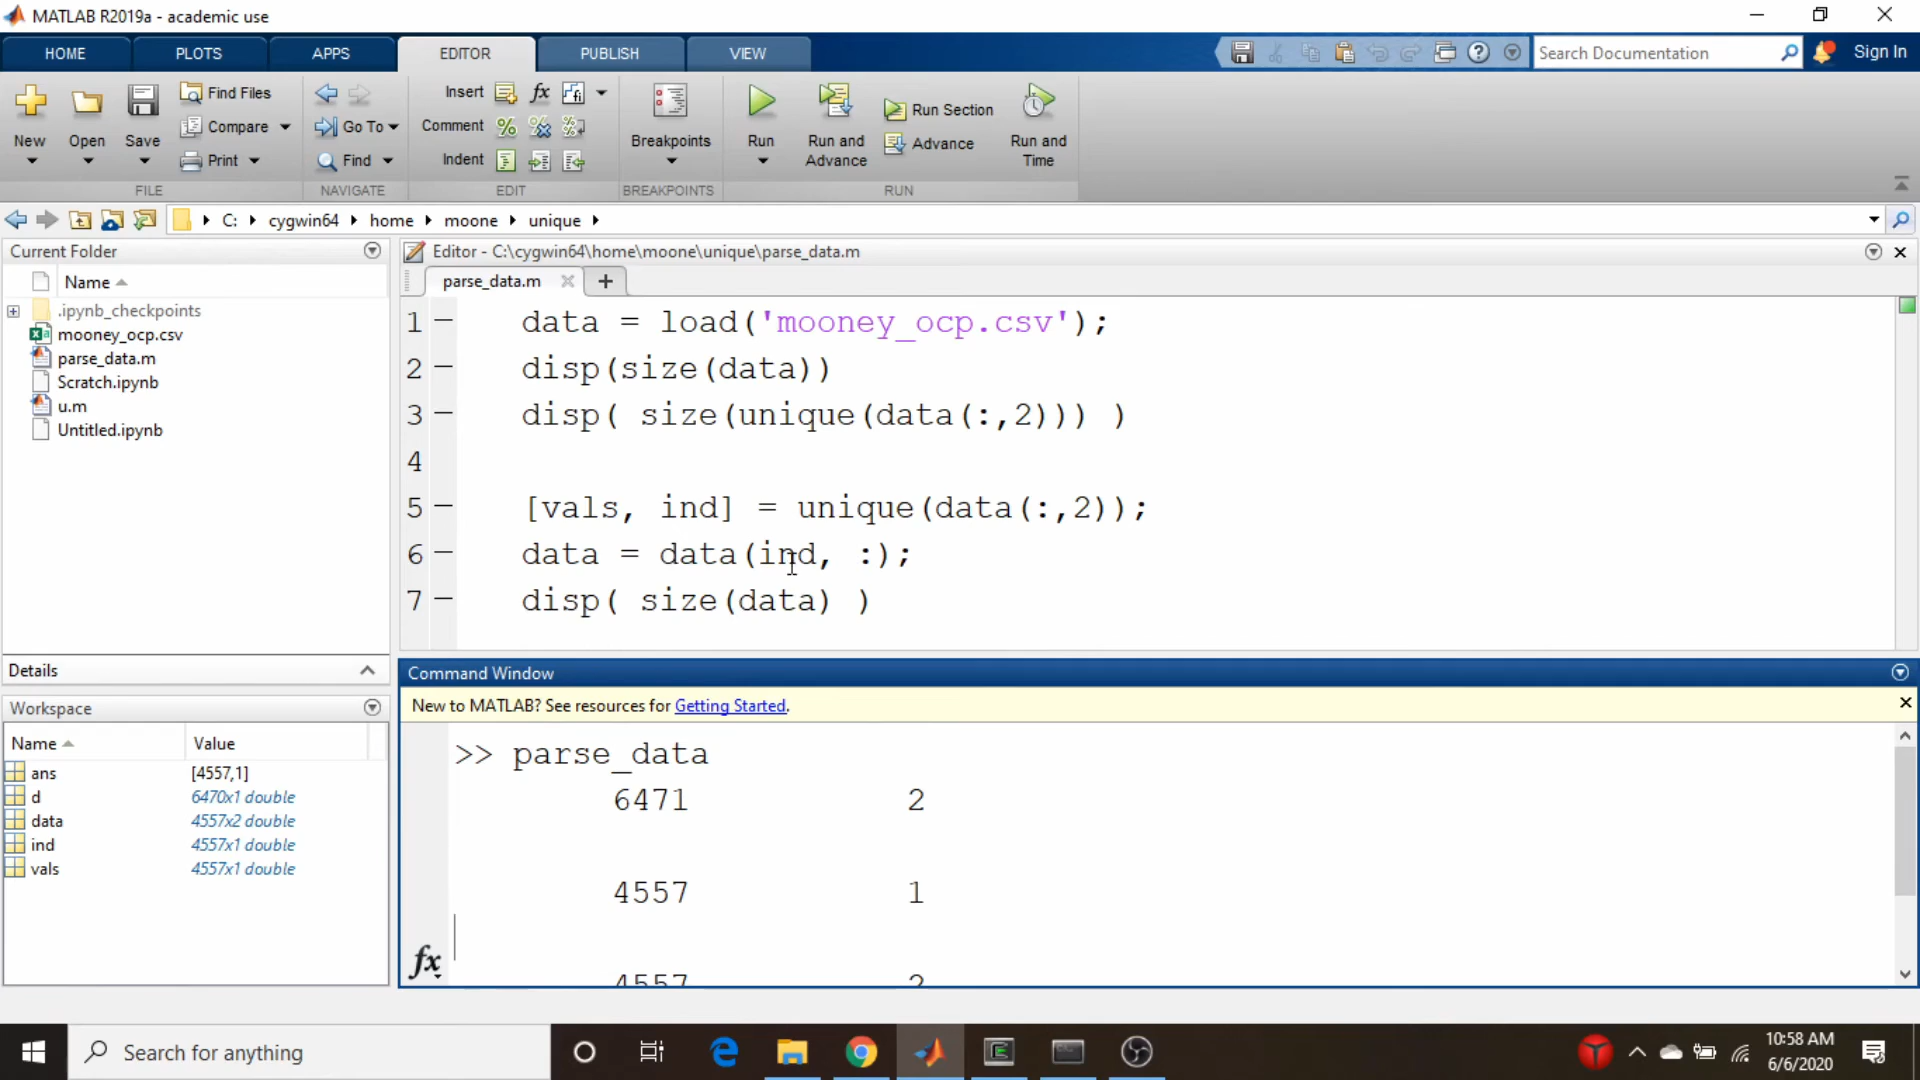 MATLAB R2019a - academic use
HOME PLOTS APPS EDITOR PUBLISH VIEW
Search Documentation
Sign In
New
Open
Save
Find Files
Compare
Print
FILE
Go To
Find
NAVIGATE
Insert fx
Comment
Indent
EDIT
Breakpoints
BREAKPOINTS
Run
Run and
Advance
Run Section
Advance
Run and
Time
RUN
C: cygwin64 home moone unique
Current Folder
Name
.ipynb_checkpoints
mooney_ocp.csv
parse_data.m
Scratch.ipynb
u.m
Untitled.ipynb
Details
Workspace
Name Value
ans [4557,1]
d 6470x1 double
data 4557x2 double
ind 4557x1 double
vals 4557x1 double
Editor - C:\cygwin64\home\moone\unique\parse_data.m
parse_data.m
1 data = load('mooney_ocp.csv');
2 disp(size(data))
3 disp( size(unique(data(:,2))) )
4
5 [vals, ind] = unique(data(:,2));
6 data = data(ind, :);
7 disp( size(data) )
Command Window
New to MATLAB? See resources for Getting Started.
>> parse_data
6471 2
4557 1
4557 2
fx
Search for anything
10:58 AM
6/6/2020